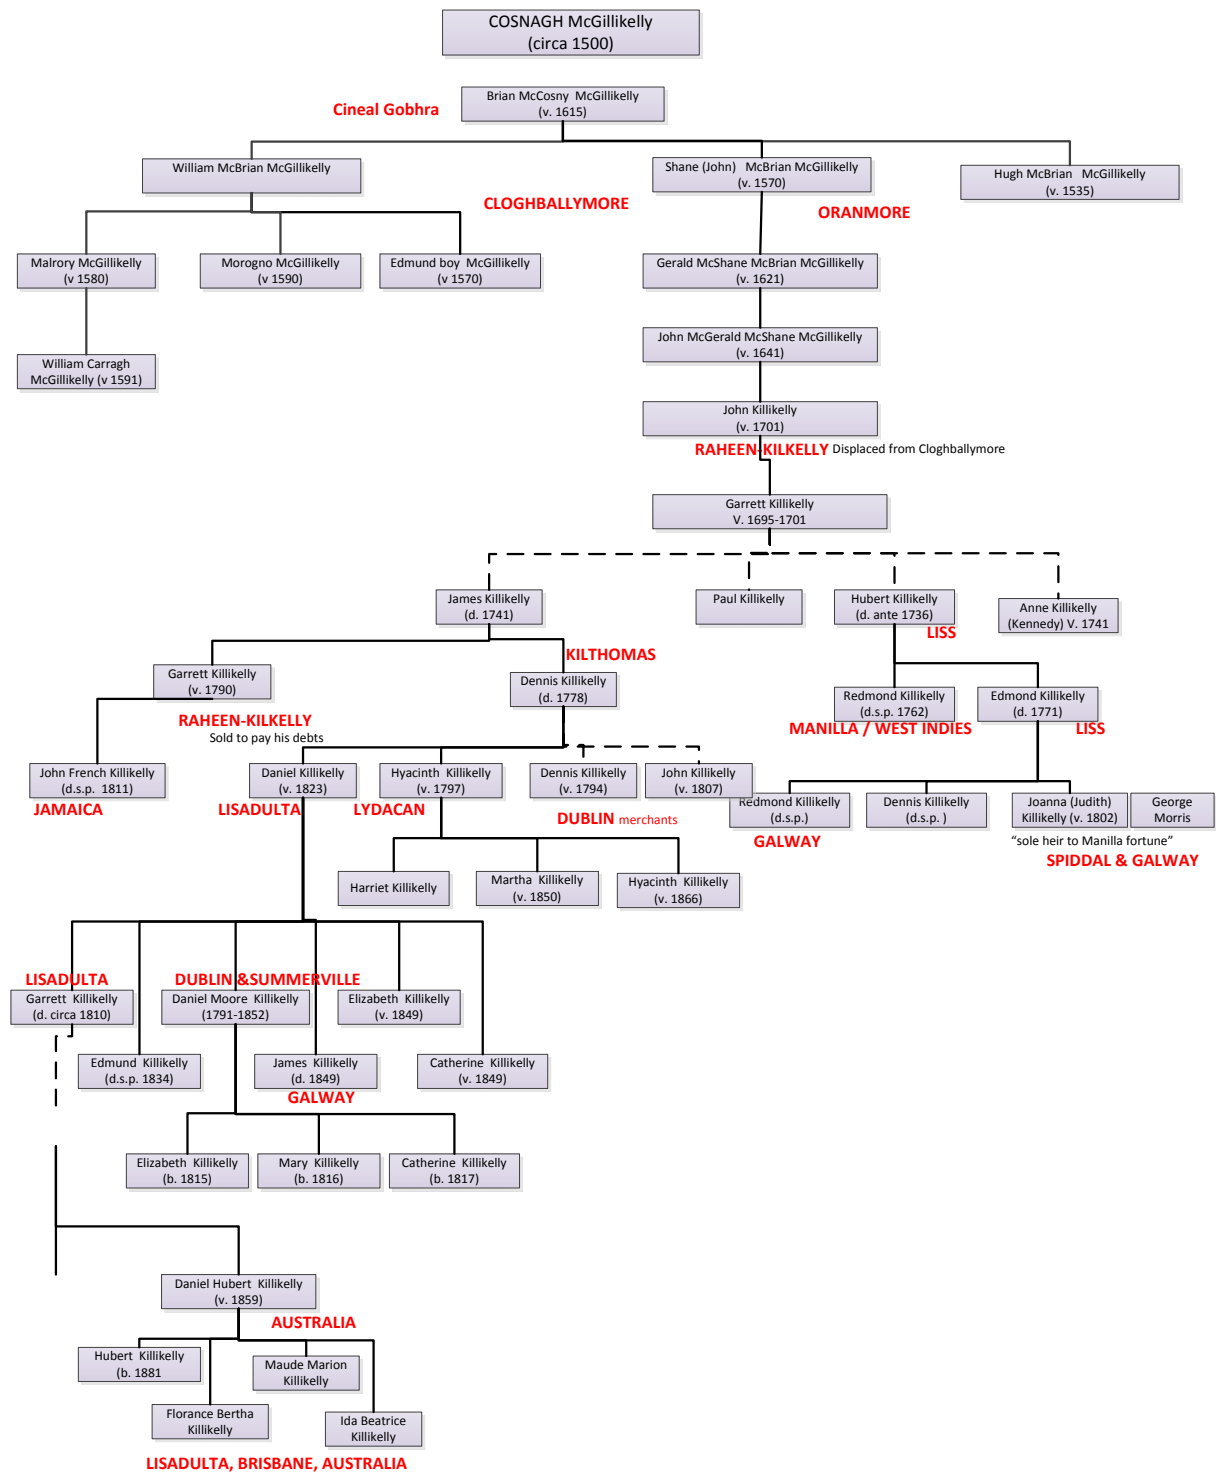 COSNAGH McGillikelly
(circa 1500)
Cineal Gobhra
Brian McCosny McGillikelly
(v. 1615)
William McBrian McGillikelly
Shane (John) McBrian McGillikelly
(v. 1570)
Hugh McBrian McGillikelly
(v. 1535)
CLOGHBALLYMORE
ORANMORE
Malrory McGillikelly
(v 1580)
Morogno McGillikelly
(v 1590)
Edmund boy McGillikelly
(v 1570)
Gerald McShane McBrian McGillikelly
(v. 1621)
John McGerald McShane McGillikelly
(v. 1641)
William Carragh
McGillikelly (v 1591)
John Killikelly
(v. 1701)
RAHEEN-KILKELLY Displaced from Cloghballymore
Garrett Killikelly
V. 1695-1701
James Killikelly
(d. 1741)
Paul Killikelly
Hubert Killikelly
(d. ante 1736)
Anne Killikelly
(Kennedy) V. 1741
LISS
KILTHOMAS
Garrett Killikelly
(v. 1790)
Dennis Killikelly
(d. 1778)
Redmond Killikelly
(d.s.p. 1762)
Edmond Killikelly
(d. 1771)
RAHEEN-KILKELLY
Sold to pay his debts
MANILLA / WEST INDIES
LISS
John French Killikelly
(d.s.p. 1811)
Daniel Killikelly
(v. 1823)
Hyacinth Killikelly
(v. 1797)
Dennis Killikelly
(v. 1794)
John Killikelly
(v. 1807)
Redmond Killikelly
(d.s.p.)
Dennis Killikelly
(d.s.p. )
Joanna (Judith)
Killikelly (v. 1802)
George
Morris
JAMAICA
LISADULTA
LYDACAN
DUBLIN merchants
GALWAY
“sole heir to Manilla fortune”
SPIDDAL & GALWAY
Harriet Killikelly
Martha Killikelly
(v. 1850)
Hyacinth Killikelly
(v. 1866)
LISADULTA
DUBLIN &SUMMERVILLE
Garrett Killikelly
(d. circa 1810)
Daniel Moore Killikelly
(1791-1852)
Elizabeth Killikelly
(v. 1849)
Edmund Killikelly
(d.s.p. 1834)
James Killikelly
(d. 1849)
Catherine Killikelly
(v. 1849)
GALWAY
Elizabeth Killikelly
(b. 1815)
Mary Killikelly
(b. 1816)
Catherine Killikelly
(b. 1817)
Daniel Hubert Killikelly
(v. 1859)
AUSTRALIA
Hubert Killikelly
(b. 1881
Maude Marion
Killikelly
Florance Bertha
Killikelly
Ida Beatrice
Killikelly
LISADULTA, BRISBANE, AUSTRALIA